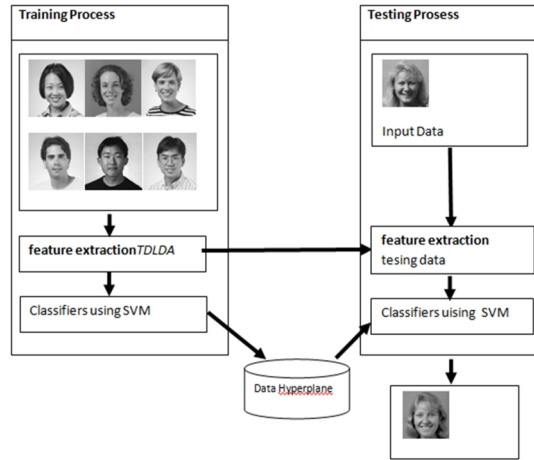 Training Process
Testing Prosess
Input Data
feature extractionTDLDA
feature extraction
tesing data
Classifiers using SVM
Classifiers uising SVM
Data Hyperplane